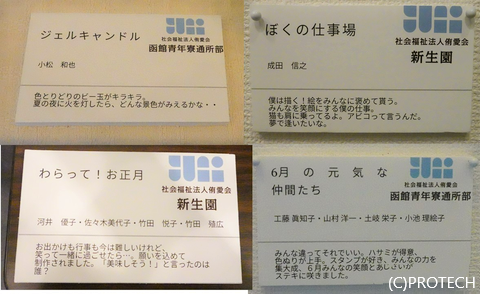 ジェルキャンドル
社会福祉法人侑愛会
函館青年寮通所部
小松　和也
色とりどりのビー玉がキラキラ。
夏の夜に火を灯したら、どんな景色がみえるかな・・
ぼくの仕事場
社会福祉法人侑愛会
新生園
成田　信之
僕は描く！絵をみんなに褒めて貰う。
みんなを笑顔にする僕の仕事。
猫も肩に乗ってるよ。アビコって言うんだ。
夢で逢いたいな。
わらって！お正月
社会福祉法人侑愛会
新生園
河井　優子・佐々木美代子・竹田　悦子・竹田　殖広
お出かけも行事も今は難しいけれど、
笑って一緒に過ごせたら…。願いを込めて
制作されました。「美味しそう！」と言ったのは
誰？
6月の元気な
仲間たち
社会福祉法人侑愛会
函館青年寮通所部
工藤 眞知子・山村 洋一・土岐 栄子・小池 理絵子
みんな違ってそれでいい。ハサミが得意、
色ぬりが上手。スタンプが好き、みんなの力を
集大成、6月みんなの笑顔とあじさいが
ステキに咲きました。
(C)PROTECH